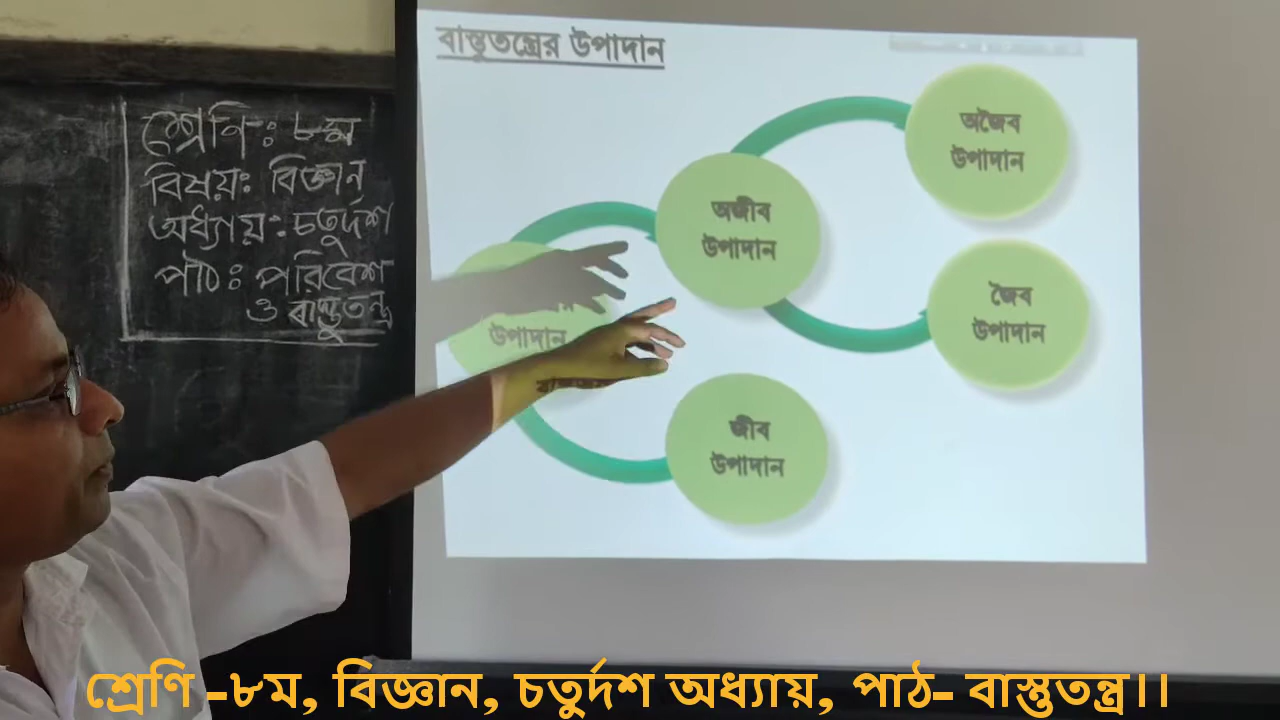 শ্রেণি: ৮ম
বিষয়: বিজ্ঞান
অধ্যায়: চতুর্দশ
পাঠ: পরিবেশ
ও বাস্তুতন্ত্র
বাস্তুতন্ত্রের উপাদান
উপাদান
অজীব
উপাদান
জীব
উপাদান
অজৈব
উপাদান
জৈব
উপাদান
শ্রেণি -৮ম, বিজ্ঞান, চতুর্দশ অধ্যায়, পাঠ- বাস্তুতন্ত্র।।